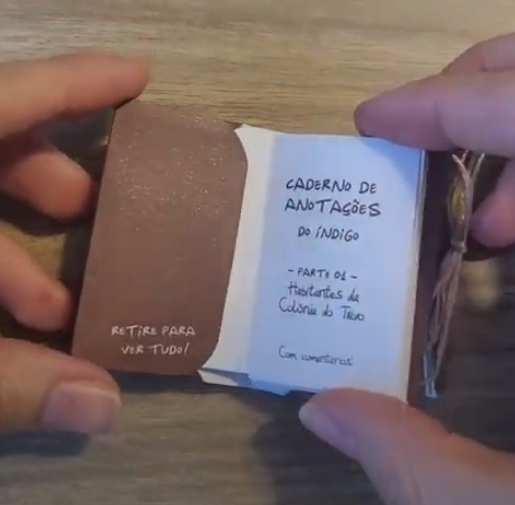 RETIRE PARA
VER TUDO!
CADERNO DE
ANOTAÇÕES
DO ÍNDIGO
- PARTE 01 -
Habitantes da
Colônia do Trevo
Com comentários!